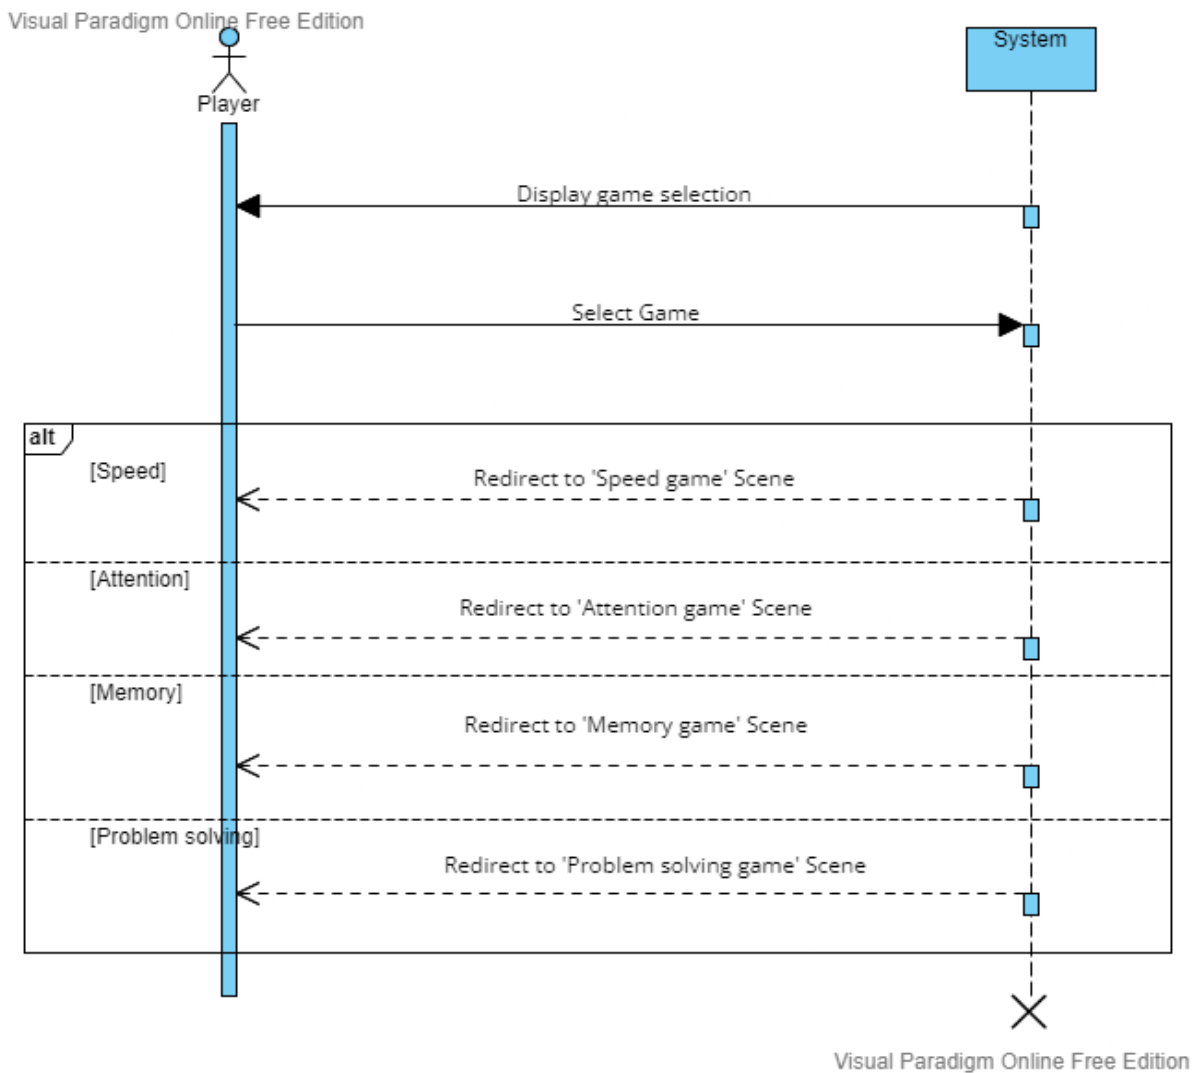 Visual Paradigm Online Free Edition
System
Player
Display game selection
Select Game
alt
[Speed]
Redirect to 'Speed game' Scene
[Attention]
Redirect to 'Attention game' Scene
[Memory]
Redirect to 'Memory game' Scene
[Problem solving]
Redirect to 'Problem solving game' Scene
Visual Paradigm Online Free Edition